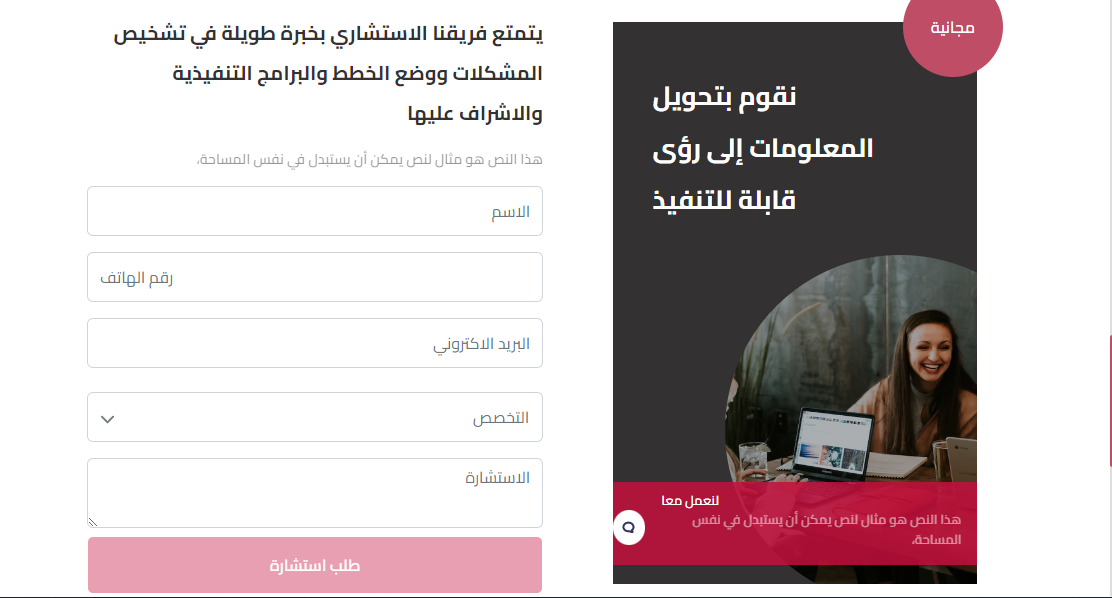 مجانية
نقوم بتحويل
المعلومات إلى رؤى
قابلة للتنفيذ
لنعمل معا
هذا النص هو مثال لنص يمكن أن يستبدل في نفس
المساحة،
يتمتع فريقنا الاستشاري بخبرة طويلة في تشخيص
المشكلات ووضع الخطط والبرامج التنفيذية
والاشراف عليها
هذا النص هو مثال لنص يمكن أن يستبدل في نفس المساحة،
الاسم
رقم الهاتف
البريد الاكتروني
التخصص
الاستشارة
طلب استشارة